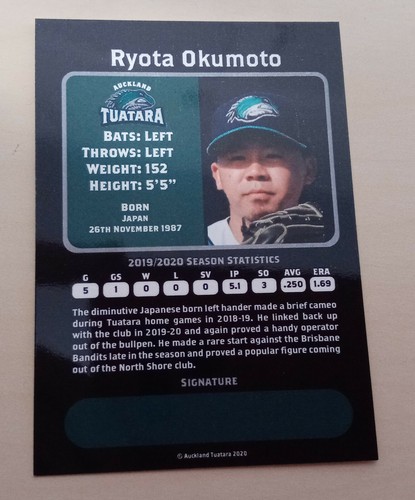 Ryota Okumoto
AUCKLAND
TUATARA
BATS: LEFT
THROWS: LEFT
WEIGHT: 152
HEIGHT: 5'5"
BORN
JAPAN
26TH NOVEMBER 1987
2019/2020 SEASON STATISTICS
G GS W L SV IP SO AVG ERA
5 1 0 0 0 5.1 3 .250 1.69
The diminutive Japanese born left hander made a brief cameo
during Tuatara home games in 2018-19. He linked back up
with the club in 2019-20 and again proved a handy operator
out of the bullpen. He made a rare start against the Brisbane
Bandits late in the season and proved a popular figure coming
out of the North Shore club.
SIGNATURE
© Auckland Tuatara 2020